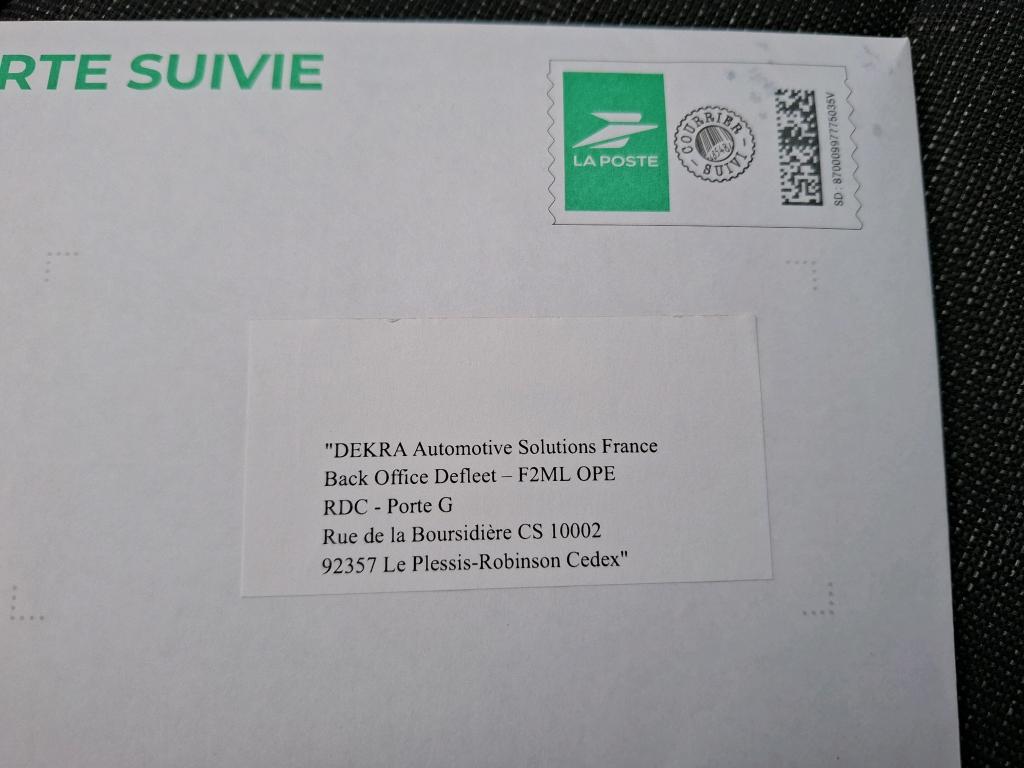 RTE SUIVIE
LA POSTE
COURRIER
SUIVI
SD : 87000997775035V
"DEKRA Automotive Solutions France
Back Office Defleet – F2ML OPE
RDC - Porte G
Rue de la Boursidière CS 10002
92357 Le Plessis-Robinson Cedex"